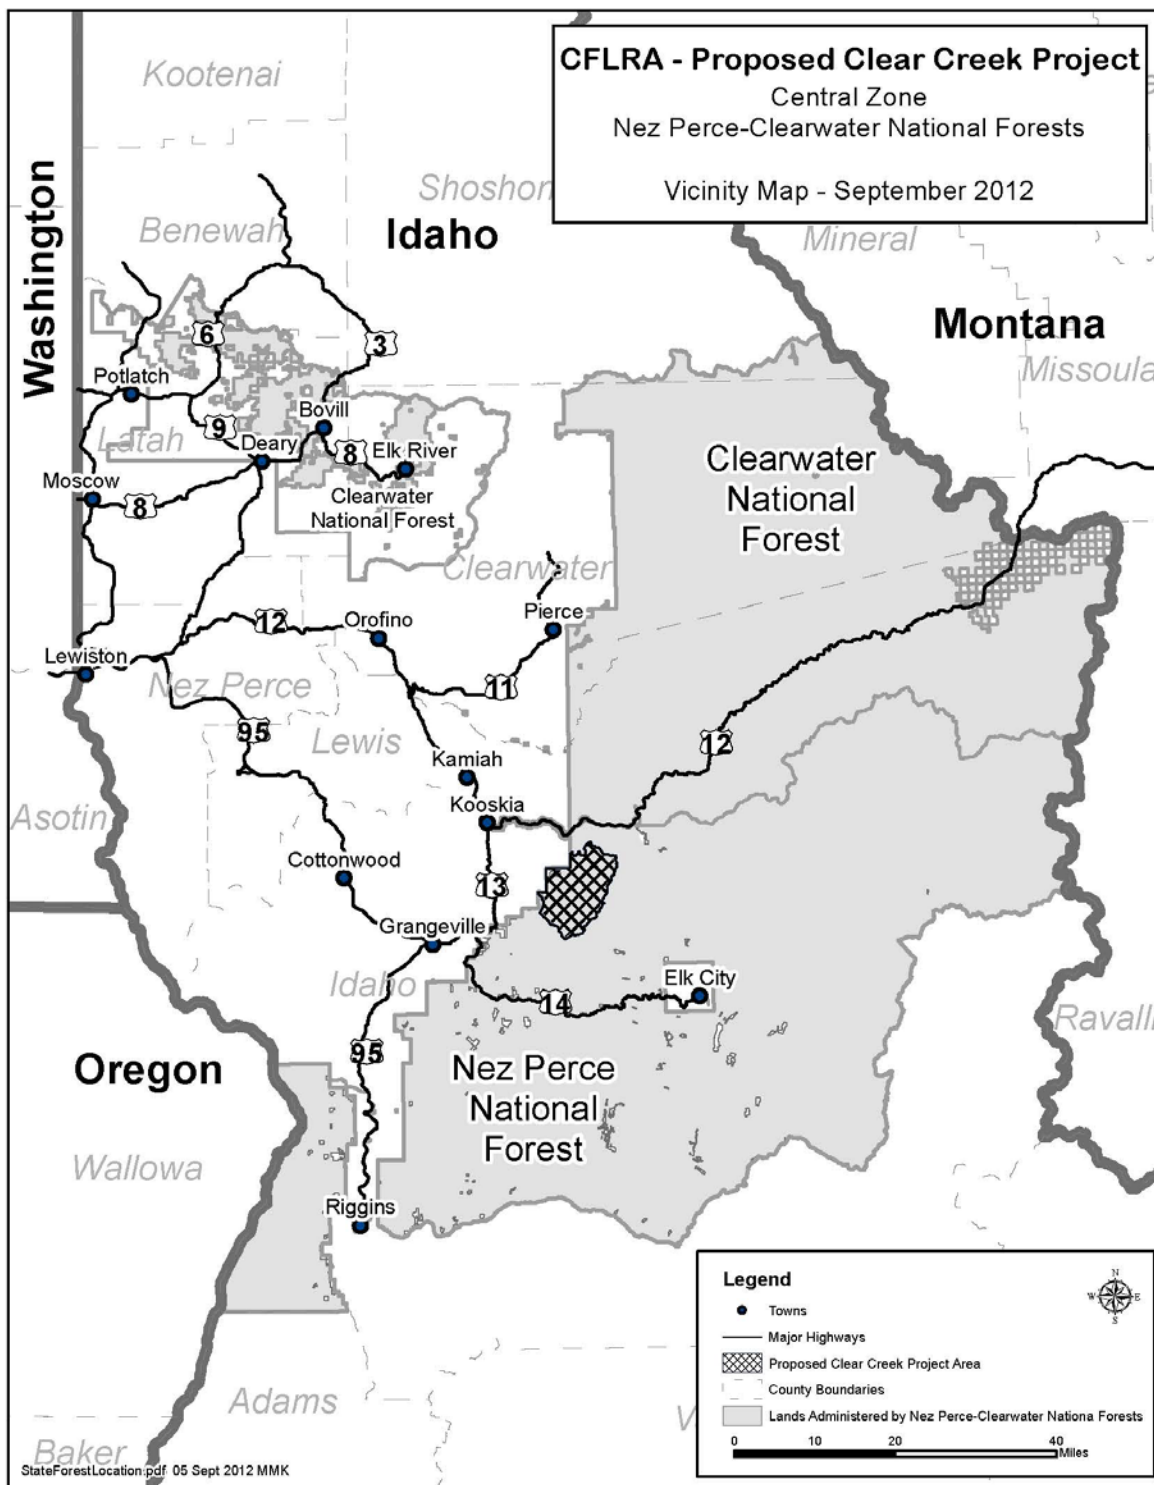 CFLRA - Proposed Clear Creek Project
Central Zone
Nez Perce-Clearwater National Forests
Vicinity Map - September 2012
Kootenai
Washington
Benewah
Idaho
Mineral
Montana
Missoula
6
3
Potlatch
Latah
9
Bovill
Deary
8
Elk River
Clearwater
National Forest
Moscow
8
Clearwater
National
Forest
Clearwater
12
Orofino
Pierce
Lewiston
Nez Perce
11
95
Lewis
12
Kamiah
Kooskia
Asotin
Cottonwood
13
Grangeville
Idaho
Elk City
14
Ravalli
Oregon
95
Nez Perce
National
Forest
Wallowa
Riggins
Adams
Baker
StateForestLocation.pdf 05 Sept 2012 MMK
Legend
N
W
E
S
Towns
Major Highways
Proposed Clear Creek Project Area
County Boundaries
Lands Administered by Nez Perce-Clearwater Nationa Forests
0 10 20 40
Miles